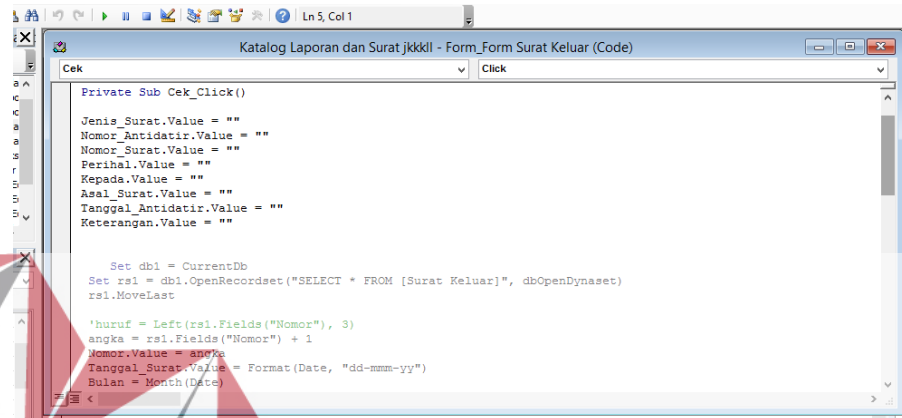 Ln 5, Col 1
Katalog Laporan dan Surat jkkkll - Form_Form Surat Keluar (Code)
Cek Click
Private Sub Cek_Click()
Jenis_Surat.Value = ""
Nomor_Antidatir.Value = ""
Nomor_Surat.Value = ""
Perihal.Value = ""
Kepada.Value = ""
Asal_Surat.Value = ""
Tanggal_Antidatir.Value = ""
Keterangan.Value = ""
Set db1 = CurrentDb
Set rs1 = db1.OpenRecordset("SELECT * FROM [Surat Keluar]", dbOpenDynaset)
rs1.MoveLast
'huruf = Left(rs1.Fields("Nomor"), 3)
angka = rs1.Fields("Nomor") + 1
Nomor.Value = angka
Tanggal_Surat.Value = Format(Date, "dd-mmm-yy")
Bulan = Month(Date)